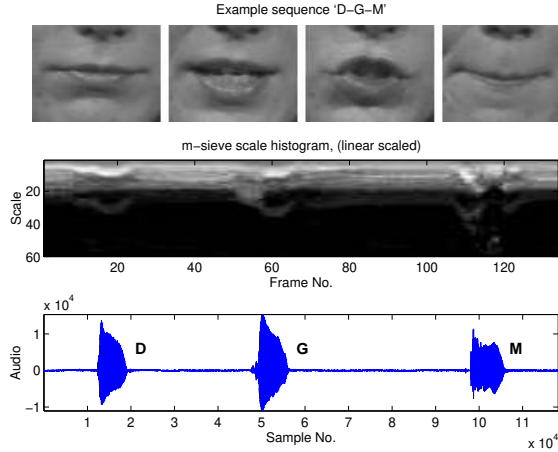 Example sequence 'D-G-M'
m-sieve scale histogram, (linear scaled)
Scale
20
40
60
20 40 60 80 100 120
Frame No.
x 10^4
Audio
1
0
-1
D G M
1 2 3 4 5 6 7 8 9 10 11
Sample No.
x 10^4